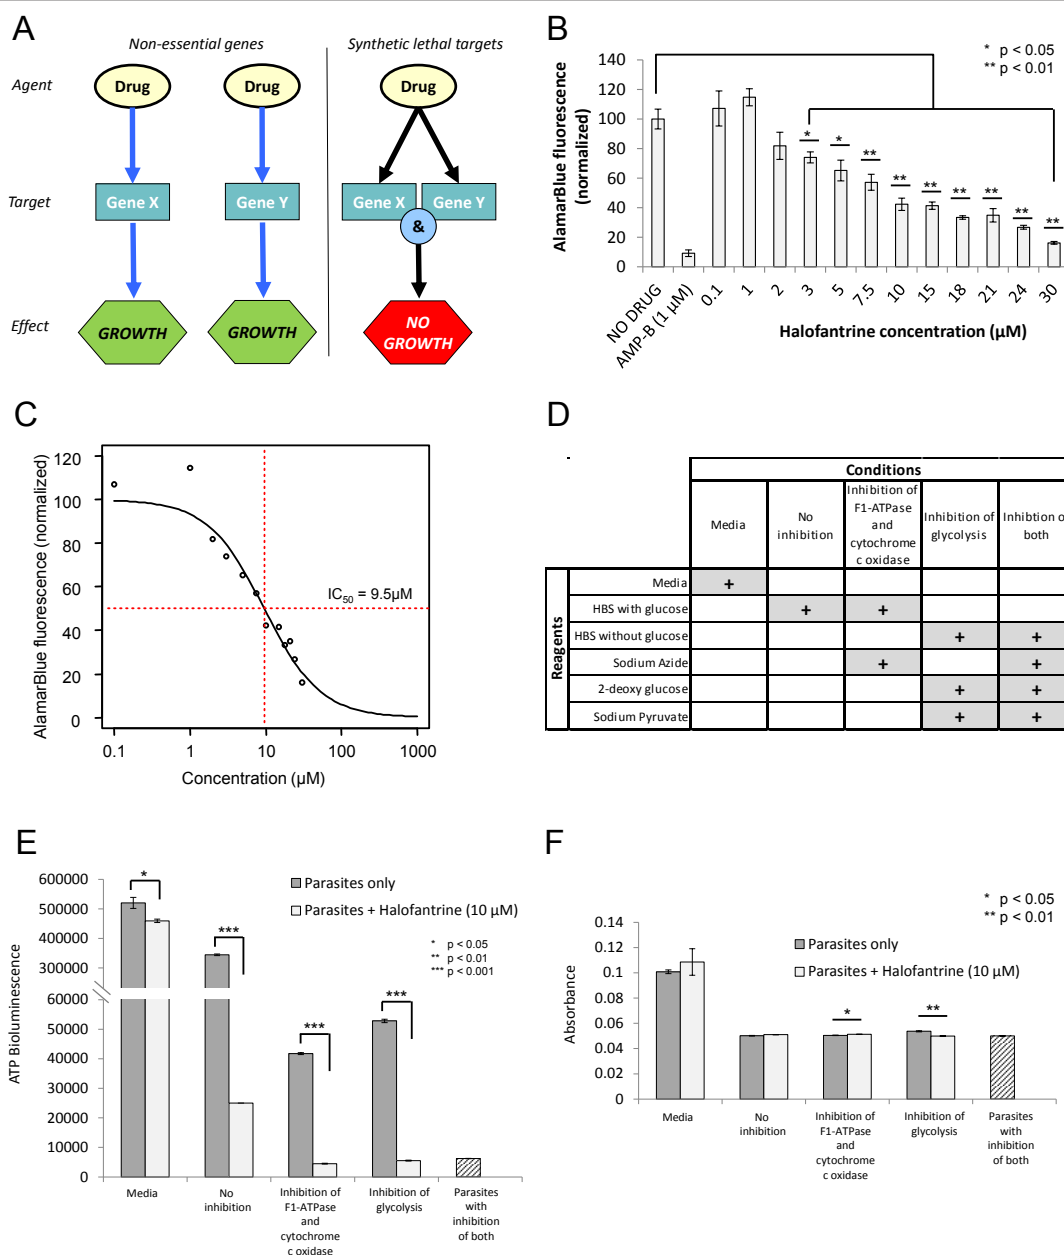 A
Non-essential genes
Synthetic lethal targets
Agent
Drug
Drug
Drug
Target
Gene X
Gene Y
Gene X
Gene Y
&
Effect
GROWTH
GROWTH
NO
GROWTH
B
* p < 0.05
** p < 0.01
AlamarBlue fluorescence
(normalized)
140
120
100
80
60
40
20
0
*
*
**
**
**
**
**
**
**
NO DRUG
AMP-B (1 µM)
0.1
1
2
3
5
7.5
10
15
18
21
24
30
Halofantrine concentration (µM)
C
AlamarBlue fluorescence (normalized)
120
100
80
60
40
20
0
IC50 = 9.5µM
0.1
1
10
100
1000
Concentration (µM)
D
Conditions
Media
No
inhibition
Inhibition of
F1-ATPase
and
cytochrome
c oxidase
Inhibition of
glycolysis
Inhibtion o
both
Reagents
Media
+
HBS with glucose
+ +
HBS without glucose
+ +
Sodium Azide
+ +
2-deoxy glucose
+ +
Sodium Pyruvate
+ +
E
ATP Bioluminescence
600000
500000
400000
300000
60000
50000
40000
30000
20000
10000
0
*
***
***
***
Parasites only
Parasites + Halofantrine (10 µM)
* p < 0.05
** p < 0.01
*** p < 0.001
Media
No
inhibition
Inhibition of
F1-ATPase
and
cytochrome
c oxidase
Inhibition of
glycolysis
Parasites
with
inhibition
of both
F
* p < 0.05
** p < 0.01
Absorbance
0.14
0.12
0.1
0.08
0.06
0.04
0.02
0
Parasites only
Parasites + Halofantrine (10 µM)
*
**
Media
No
inhibition
Inhibition of
F1-ATPase
and
cytochrome
c oxidase
Inhibition of
glycolysis
Parasites
with
inhibition
of both